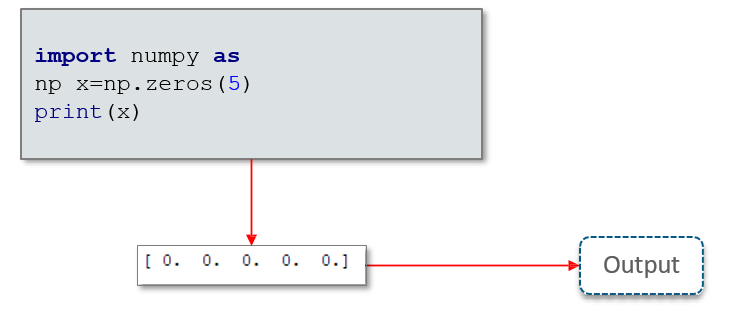 import numpy as
np x=np.zeros(5)
print(x)
[ 0. 0. 0. 0. 0.]
Output